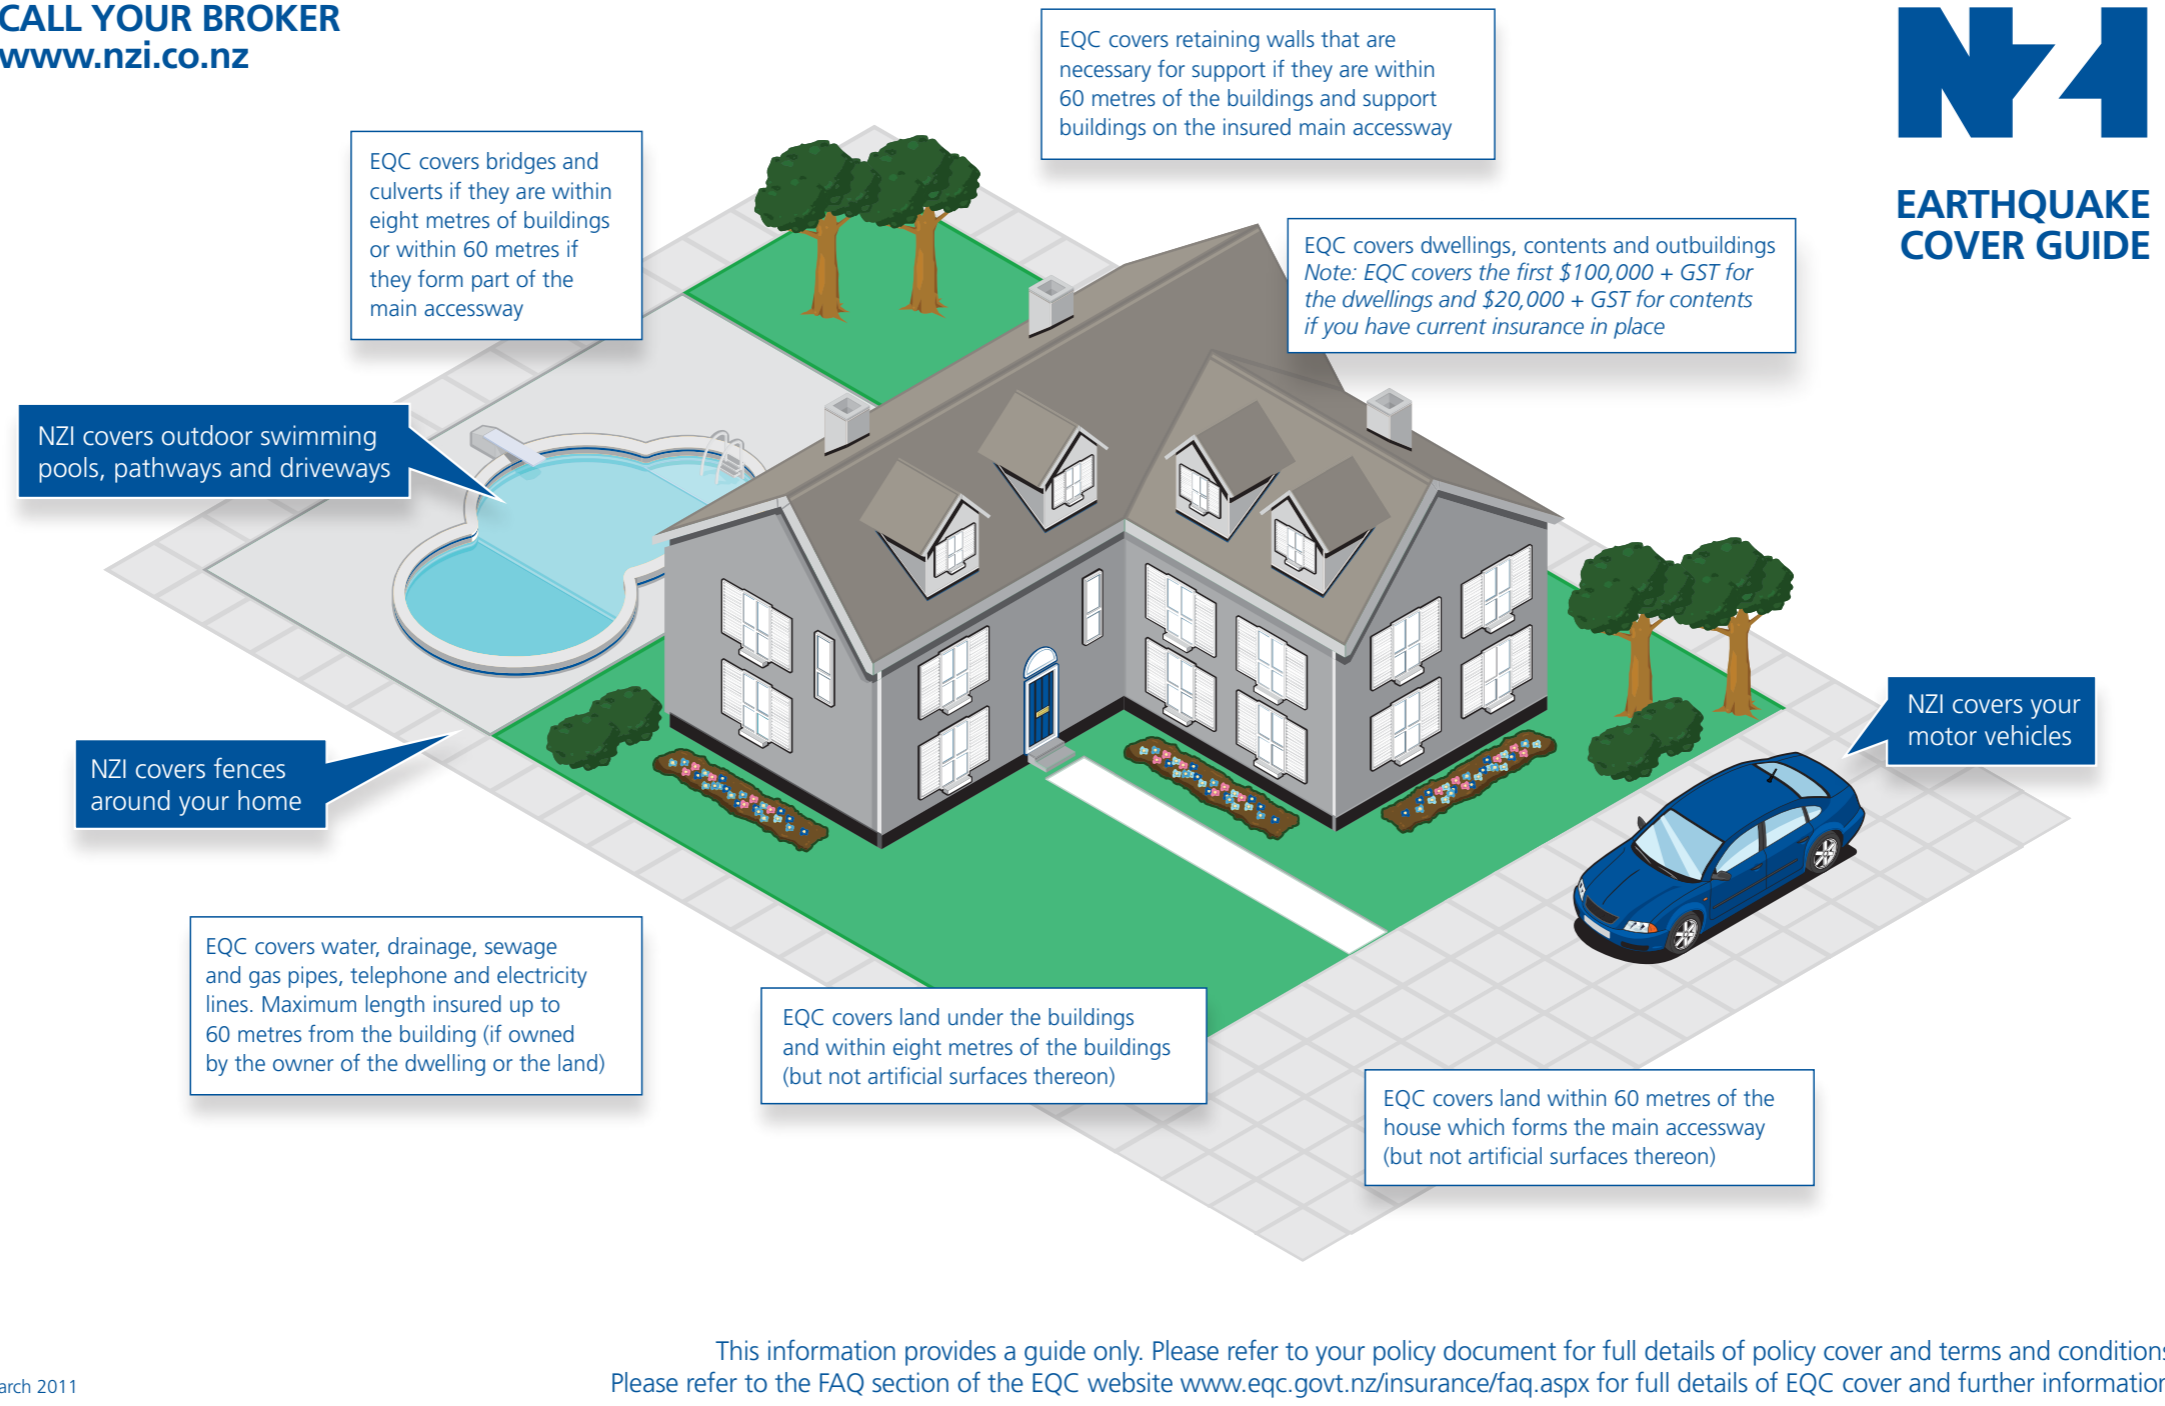 CALL YOUR BROKER
www.nzi.co.nz
NZI
EARTHQUAKE
COVER GUIDE
EQC covers retaining walls that are
necessary for support if they are within
60 metres of the buildings and support
buildings on the insured main accessway
EQC covers bridges and
culverts if they are within
eight metres of buildings
or within 60 metres if
they form part of the
main accessway
EQC covers dwellings, contents and outbuildings
Note: EQC covers the first $100,000 + GST for
the dwellings and $20,000 + GST for contents
if you have current insurance in place
NZI covers outdoor swimming
pools, pathways and driveways
NZI covers your
motor vehicles
NZI covers fences
around your home
EQC covers water, drainage, sewage
and gas pipes, telephone and electricity
lines. Maximum length insured up to
60 metres from the building (if owned
by the owner of the dwelling or the land)
EQC covers land under the buildings
and within eight metres of the buildings
(but not artificial surfaces thereon)
EQC covers land within 60 metres of the
house which forms the main accessway
(but not artificial surfaces thereon)
This information provides a guide only. Please refer to your policy document for full details of policy cover and terms and conditions
Please refer to the FAQ section of the EQC website www.eqc.govt.nz/insurance/faq.aspx for full details of EQC cover and further information
arch 2011